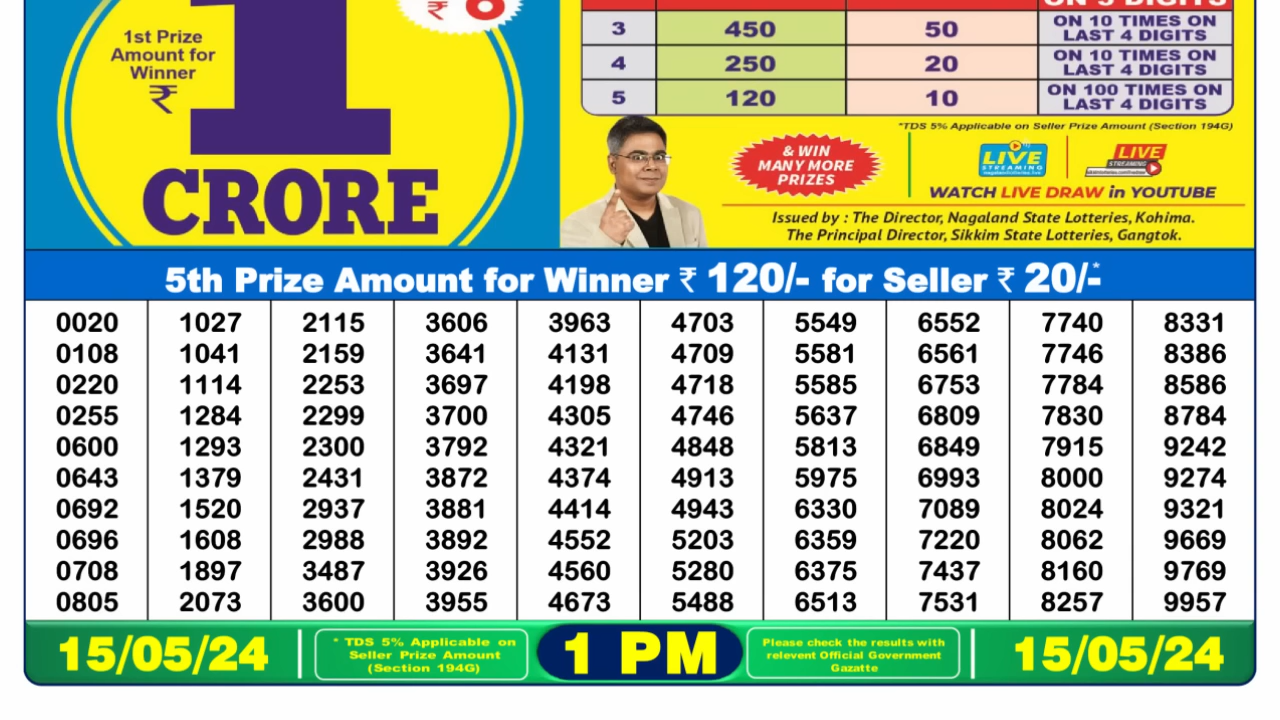 ₹ 6
1st Prize
Amount for
Winner
₹
1
CRORE
ON 5 DIGITS
3 450 50 ON 10 TIMES ON LAST 4 DIGITS
4 250 20 ON 10 TIMES ON LAST 4 DIGITS
5 120 10 ON 100 TIMES ON LAST 4 DIGITS
*TDS 5% Applicable on Seller Prize Amount (Section 194G)
& WIN
MANY MORE
PRIZES
LIVE
STREAMING
LIVE
STREAMING
WATCH LIVE DRAW in YOUTUBE
Issued by : The Director, Nagaland State Lotteries, Kohima.
The Principal Director, Sikkim State Lotteries, Gangtok.
5th Prize Amount for Winner ₹ 120/- for Seller ₹ 20/-*
0020 1027 2115 3606 3963 4703 5549 6552 7740 8331
0108 1041 2159 3641 4131 4709 5581 6561 7746 8386
0220 1114 2253 3697 4198 4718 5585 6753 7784 8586
0255 1284 2299 3700 4305 4746 5637 6809 7830 8784
0600 1293 2300 3792 4321 4848 5813 6849 7915 9242
0643 1379 2431 3872 4374 4913 5975 6993 8000 9274
0692 1520 2937 3881 4414 4943 6330 7089 8024 9321
0696 1608 2988 3892 4552 5203 6359 7220 8062 9669
0708 1897 3487 3926 4560 5280 6375 7437 8160 9769
0805 2073 3600 3955 4673 5488 6513 7531 8257 9957
15/05/24
* TDS 5% Applicable on
Seller Prize Amount
(Section 194G)
1 PM
Please check the results with
relevent Official Government
Gazatte
15/05/24